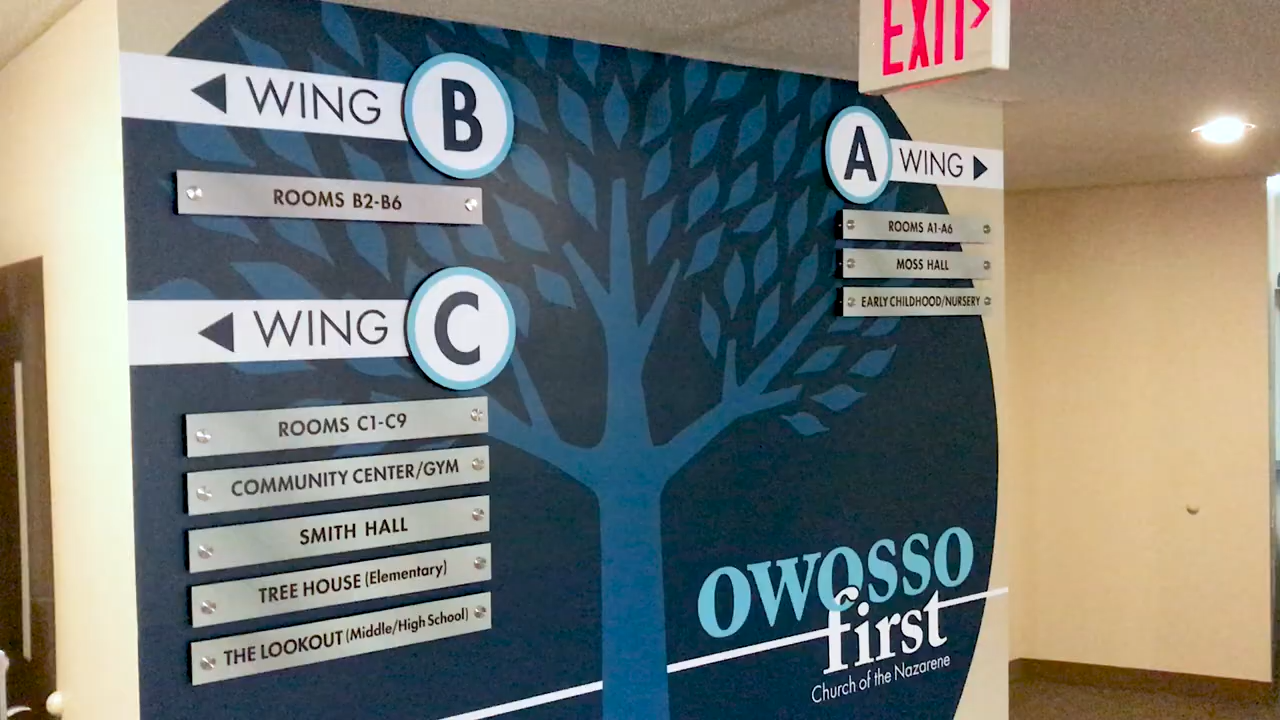 EXIT>
WING B
ROOMS B2-B6
WING C
ROOMS C1-C9
COMMUNITY CENTER/GYM
SMITH HALL
TREE HOUSE (Elementary)
THE LOOKOUT (Middle/High School)
A WING
ROOMS A1-A6
MOSS HALL
EARLY CHILDHOOD/NURSERY
owosso
first
Church of the Nazarene